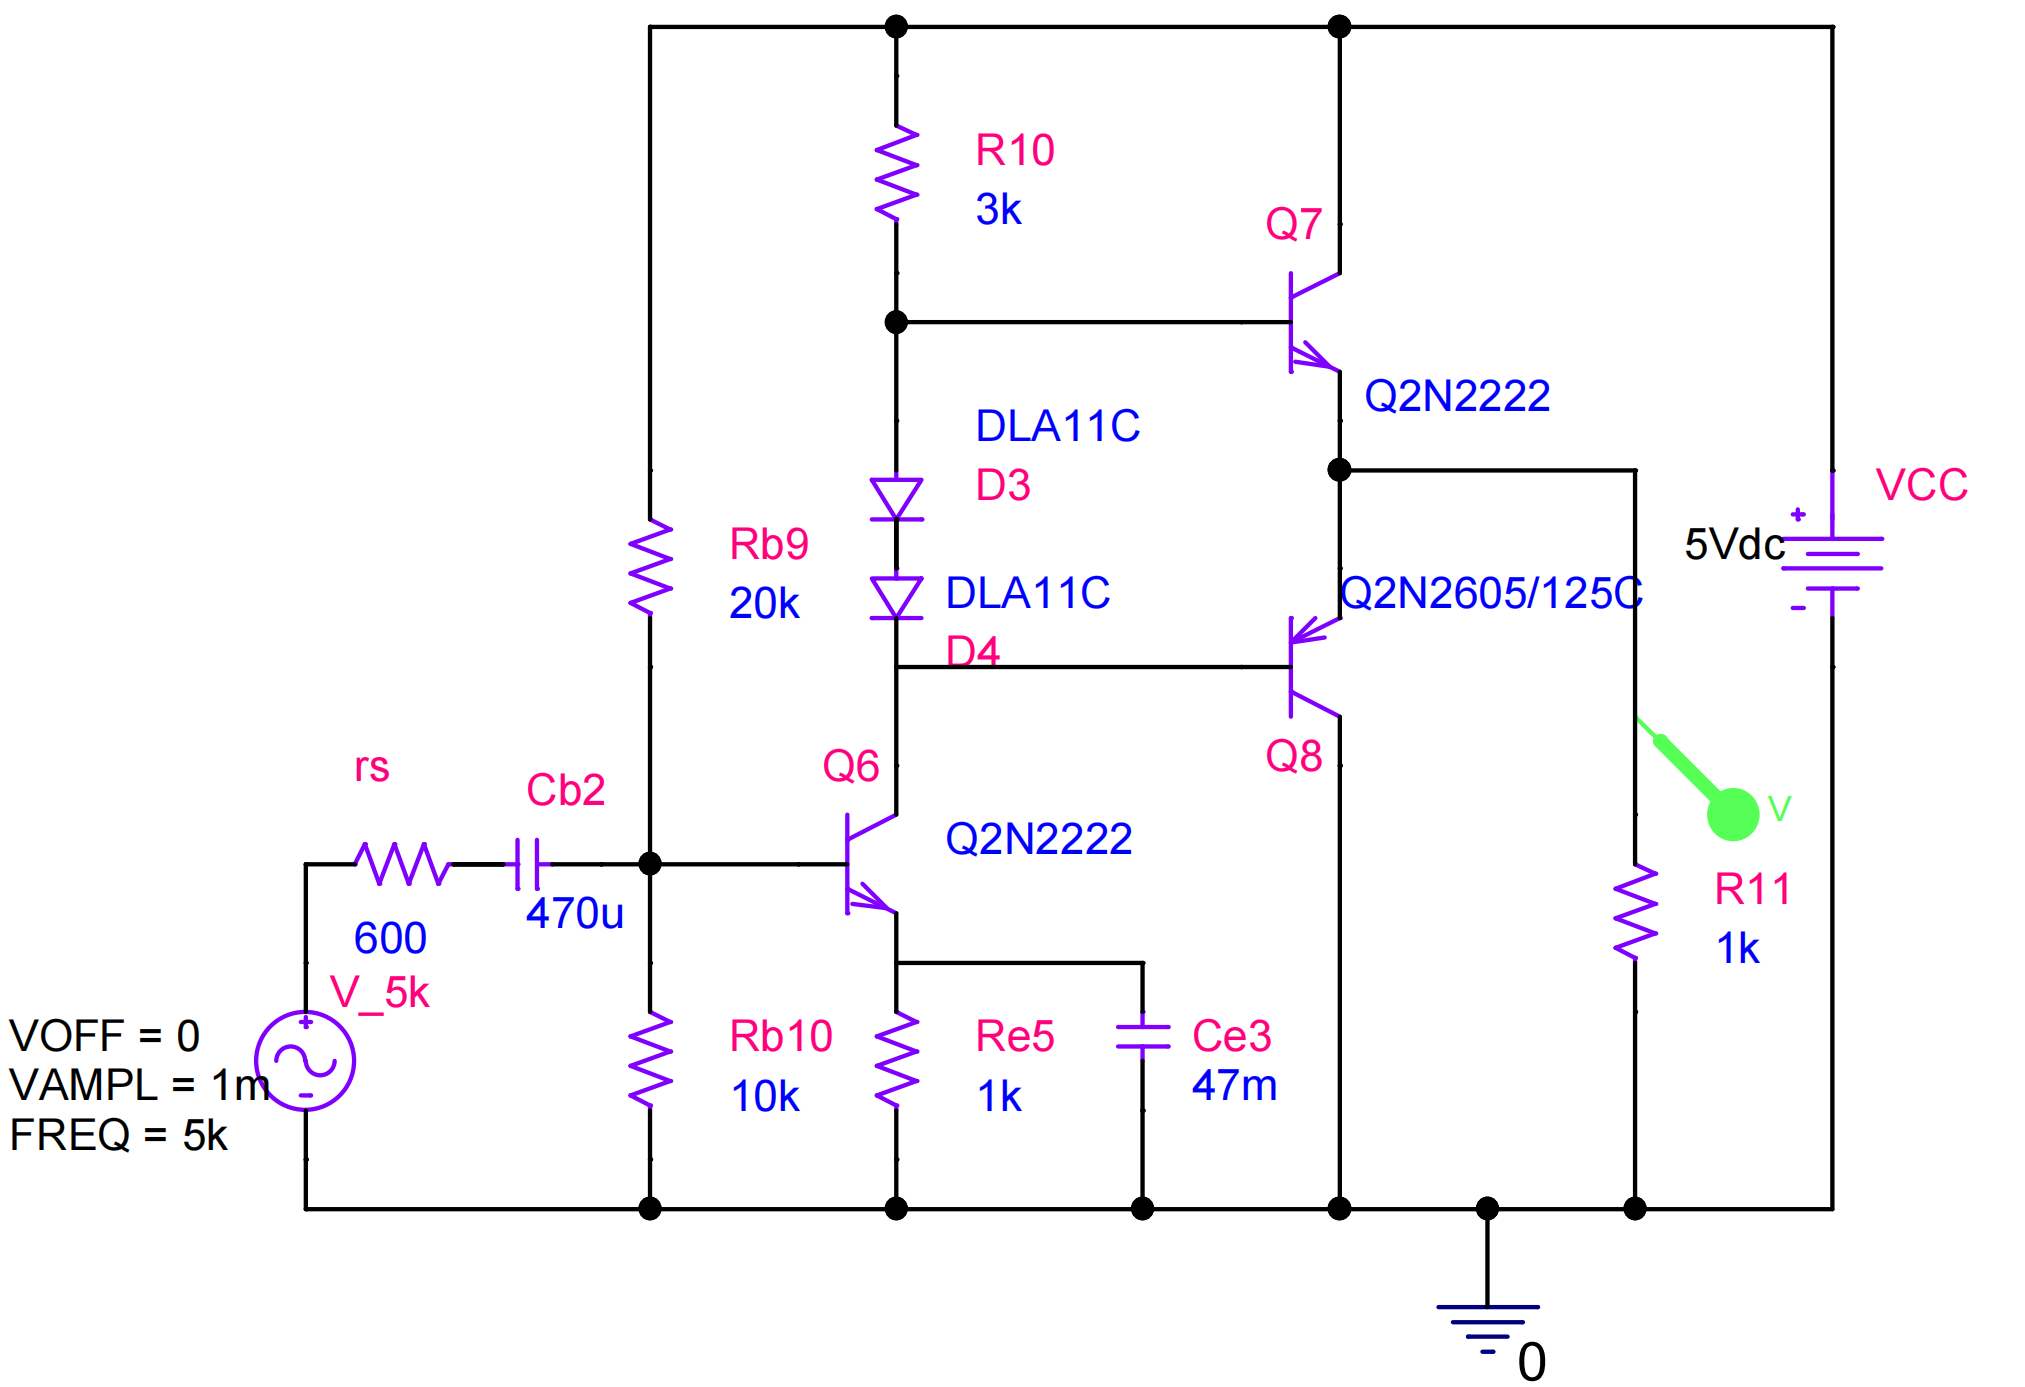 R10
3k
Q7
Q2N2222
DLA11C
D3
VCC
+
5Vdc
-
Rb9
20k
DLA11C
D4
Q2N2605/125C
Q6
Q8
rs
Cb2
Q2N2222
V
470u
600
V_5k
R11
1k
VOFF = 0
VAMPL = 1m
FREQ = 5k
+
-
Rb10
10k
Re5
1k
Ce3
47m
0